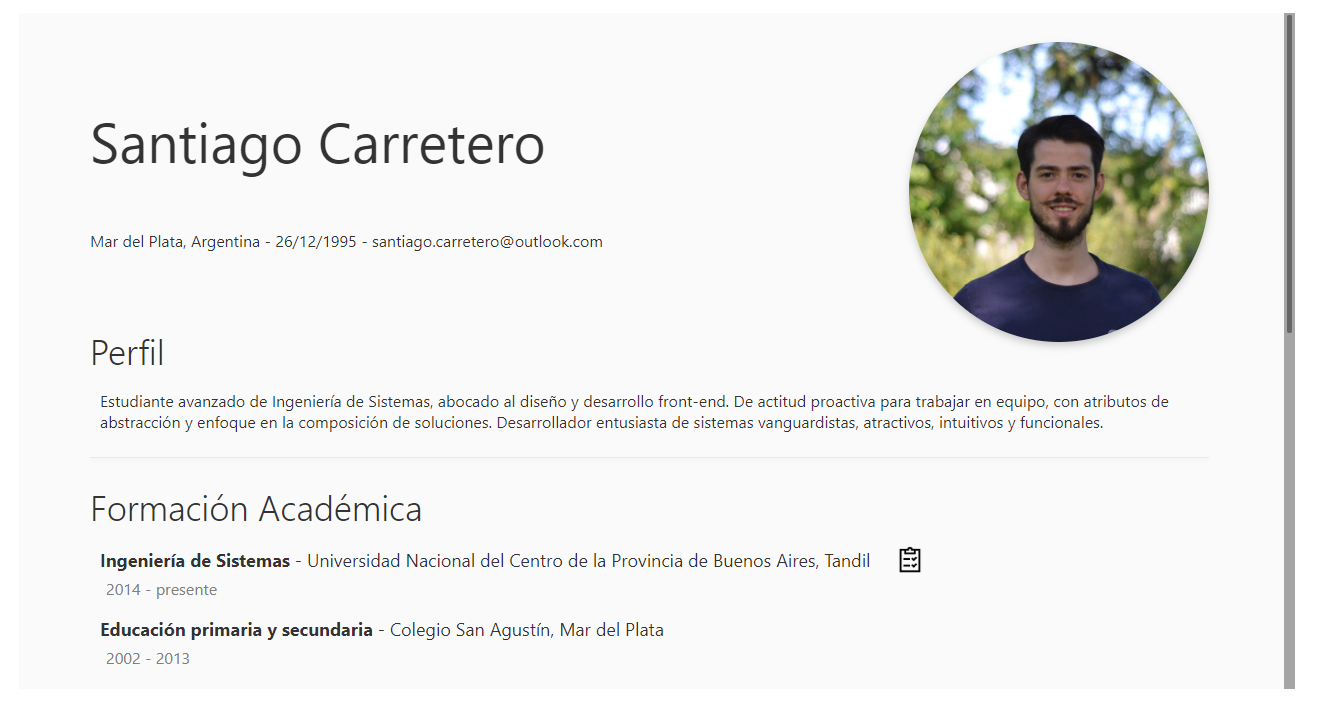 Santiago Carretero
Mar del Plata, Argentina - 26/12/1995 - santiago.carretero@outlook.com
Perfil
Estudiante avanzado de Ingeniería de Sistemas, abocado al diseño y desarrollo front-end. De actitud proactiva para trabajar en equipo, con atributos de
abstracción y enfoque en la composición de soluciones. Desarrollador entusiasta de sistemas vanguardistas, atractivos, intuitivos y funcionales.
Formación Académica
Ingeniería de Sistemas - Universidad Nacional del Centro de la Provincia de Buenos Aires, Tandil
2014 - presente
Educación primaria y secundaria - Colegio San Agustín, Mar del Plata
2002 - 2013